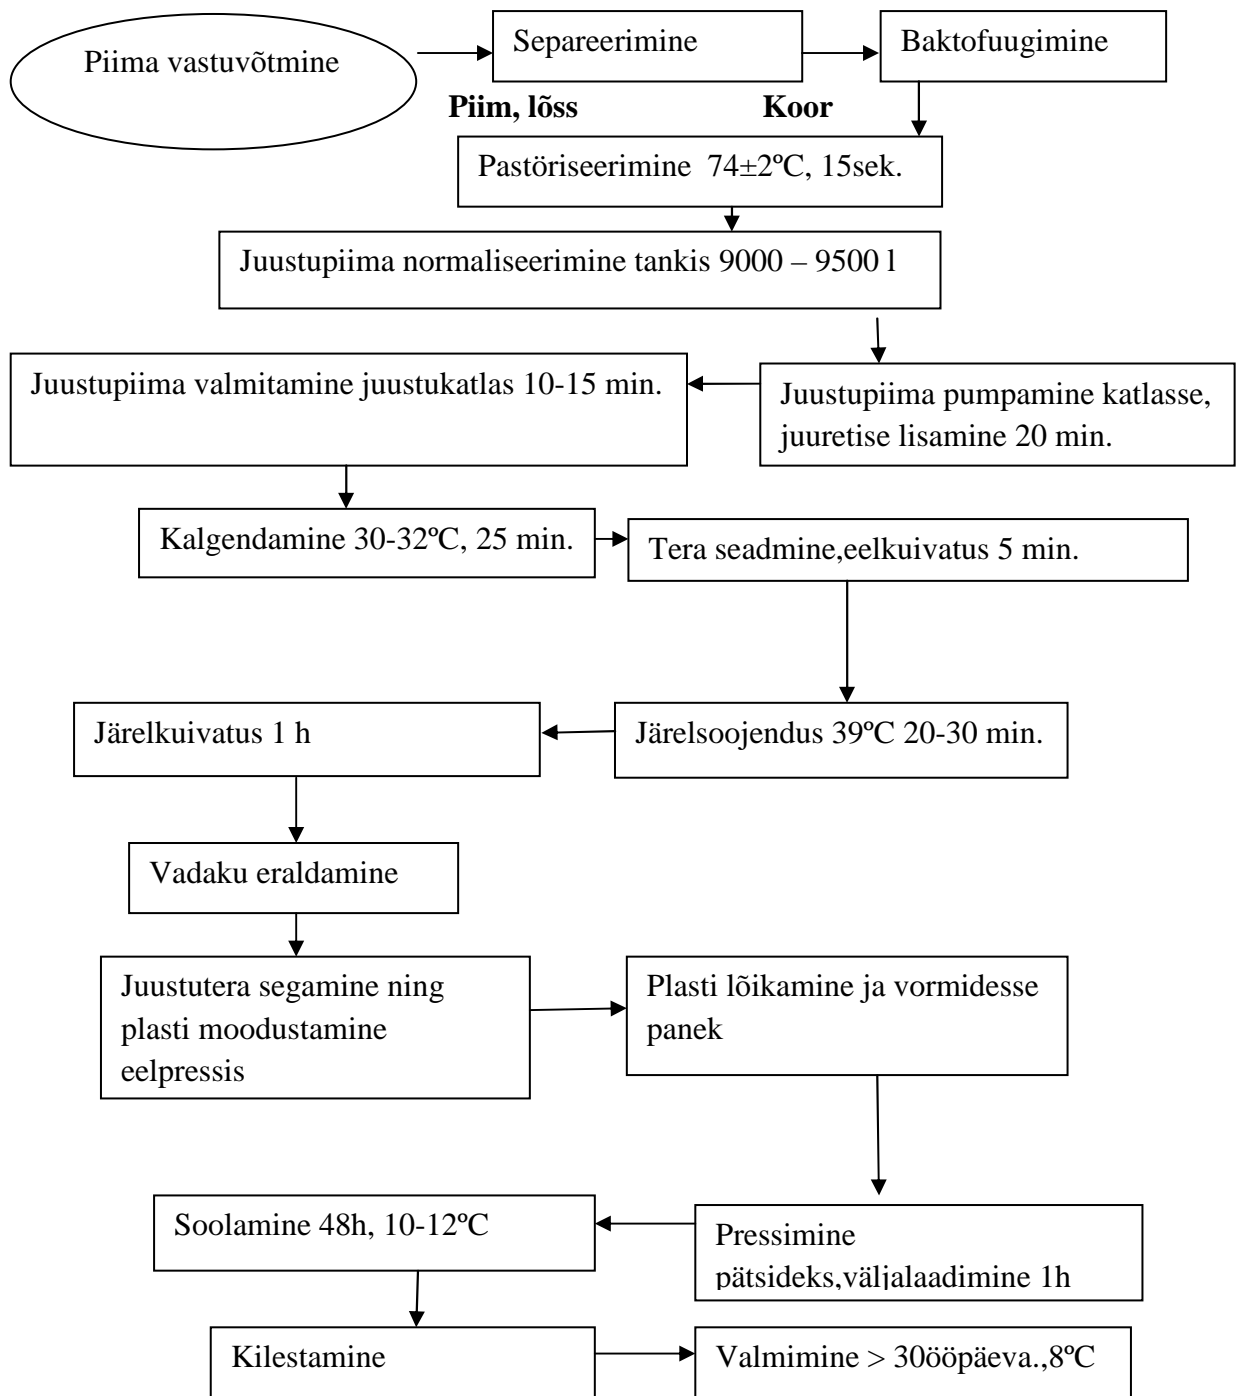 Piima vastuvõtmine
Separeerimine
Baktofuugimine
Piim, lõss
Koor
Pastöriseerimine 74±2ºC, 15sek.
Juustupiima normaliseerimine tankis 9000 – 9500 l
Juustupiima pumpamine katlasse,
juuretise lisamine 20 min.
Juustupiima valmitamine juustukatlas 10-15 min.
Kalgendamine 30-32ºC, 25 min.
Tera seadmine,eelkuivatus 5 min.
Järelsoojendus 39ºC 20-30 min.
Järelkuivatus 1 h
Vadaku eraldamine
Juustutera segamine ning
plasti moodustamine
eelpressis
Plasti lõikamine ja vormidesse
panek
Pressimine
pätsideks,väljalaadimine 1h
Soolamine 48h, 10-12ºC
Kilestamine
Valmimine > 30ööpäeva.,8ºC